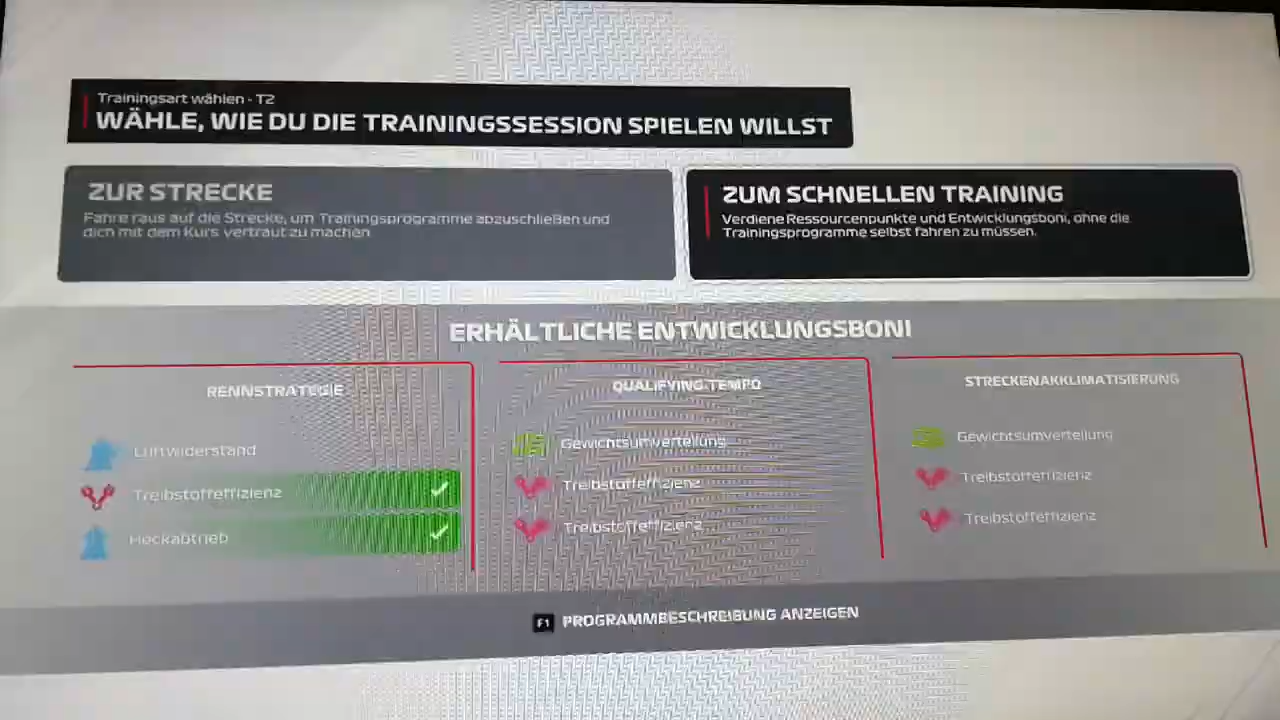 Trainingsart wählen - T2
WÄHLE, WIE DU DIE TRAININGSSESSION SPIELEN WILLST
ZUR STRECKE
Fahre raus auf die Strecke, um Trainingsprogramme abzuschließen und
dich mit dem Kurs vertraut zu machen.
ZUM SCHNELLEN TRAINING
Verdiene Ressourcenpunkte und Entwicklungsboni, ohne die
Trainingsprogramme selbst fahren zu müssen.
ERHÄLTLICHE ENTWICKLUNGSBONI
RENNSTRATEGIE
Luftwiderstand
Treibstoffeffizienz
Heckabtrieb
QUALIFYING-TEMPO
Gewichtsumverteilung
Treibstoffeffizienz
Treibstoffeffizienz
STRECKENAKKLIMATISIERUNG
Gewichtsumverteilung
Treibstoffeffizienz
Treibstoffeffizienz
F1 PROGRAMMBESCHREIBUNG ANZEIGEN